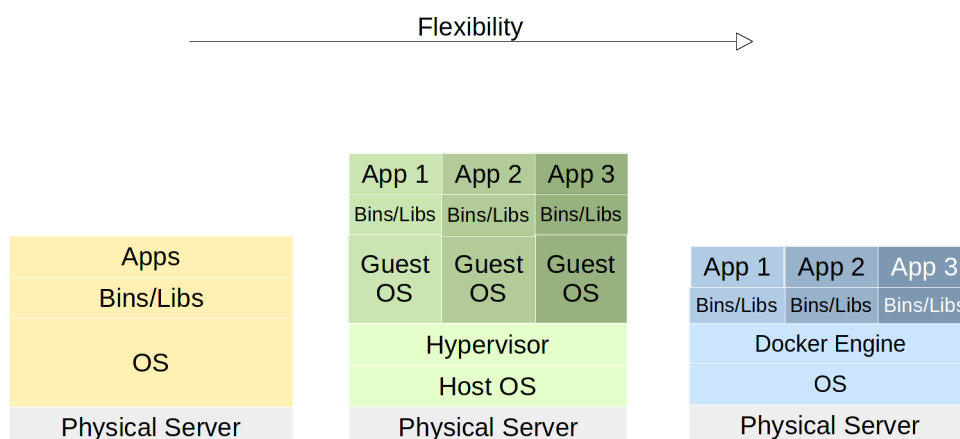 Flexibility
Apps
Bins/Libs
OS
Physical Server
App 1 App 2 App 3
Bins/Libs Bins/Libs Bins/Libs
Guest Guest Guest
OS OS OS
Hypervisor
Host OS
Physical Server
App 1 App 2 App 3
Bins/Libs Bins/Libs Bins/Libs
Docker Engine
OS
Physical Server